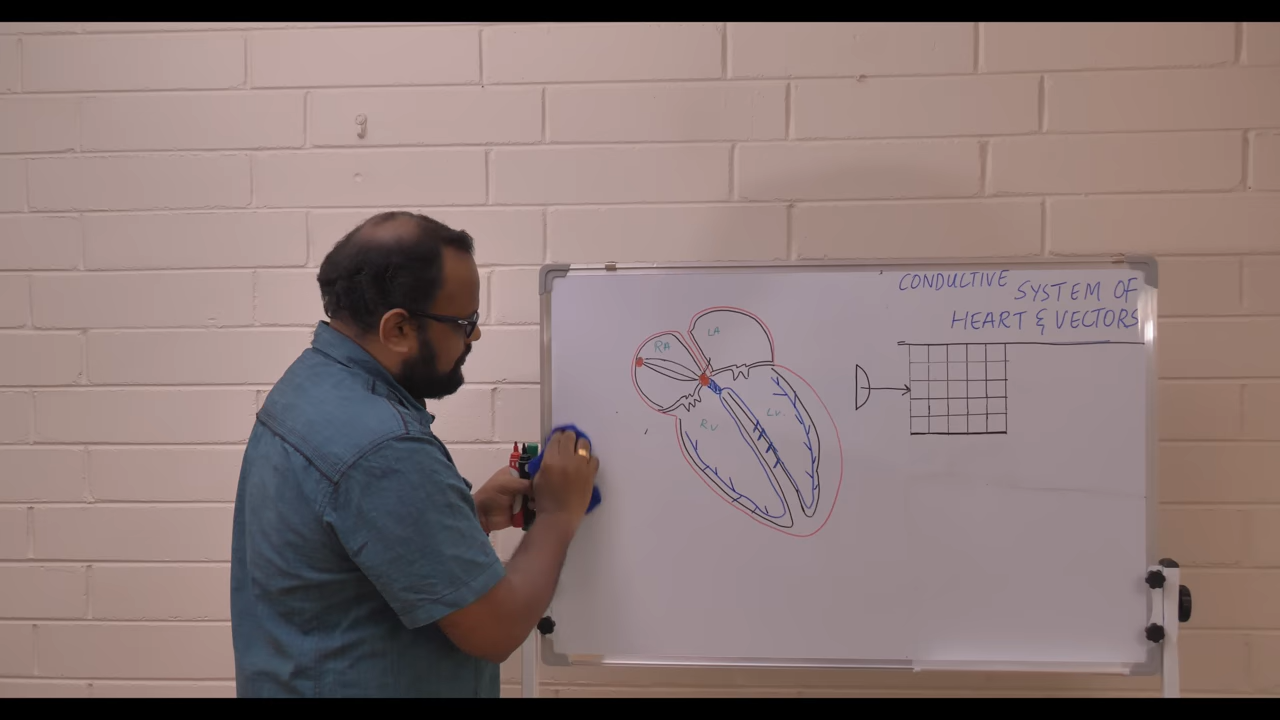 CONDUCTIVE SYSTEM OF
HEART & VECTORS
LA
RA
LV
RV